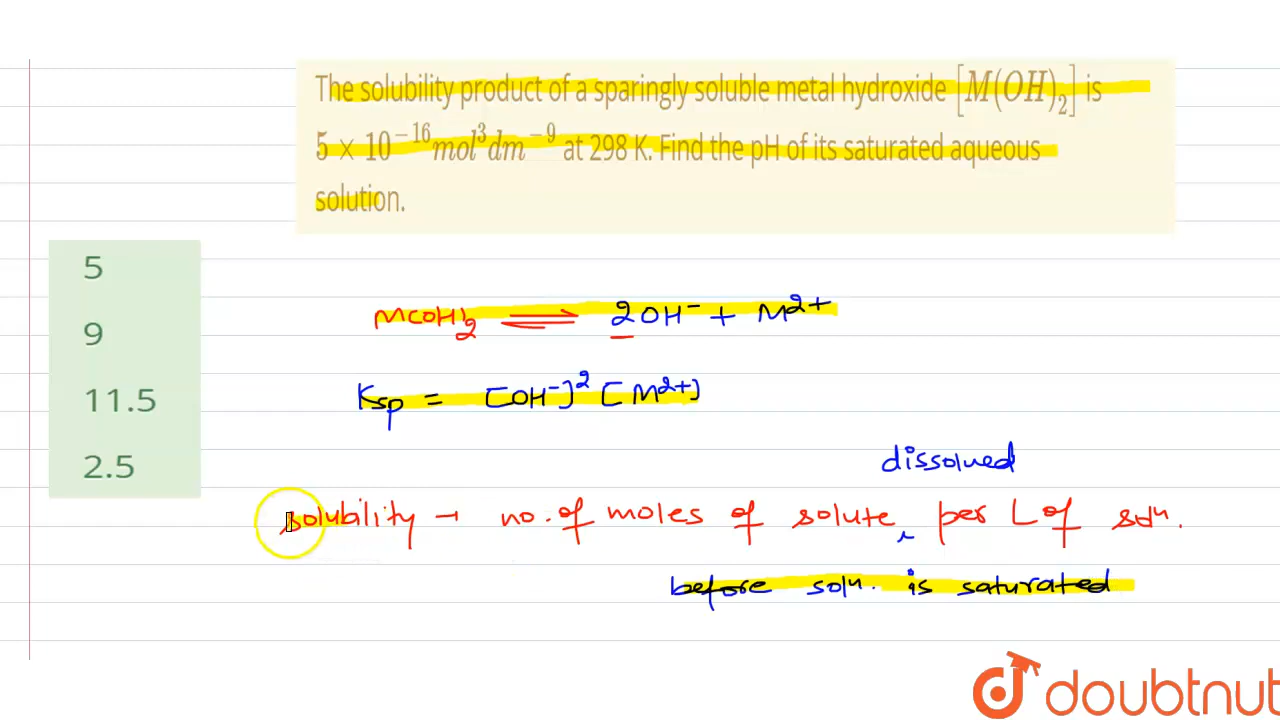 The solubility product of a sparingly soluble metal hydroxide [M(OH)₂] is
5 × 10⁻¹⁶ mol³ dm⁻⁹ at 298 K. Find the pH of its saturated aqueous
solution.
5
9
11.5
2.5
M(OH)₂ ⇌ 2OH⁻ + M²⁺
Ksp = [OH⁻]² [M²⁺]
dissolved
solubility → no. of moles of solute, per L of soln.
before soln. is saturated
doubtnut